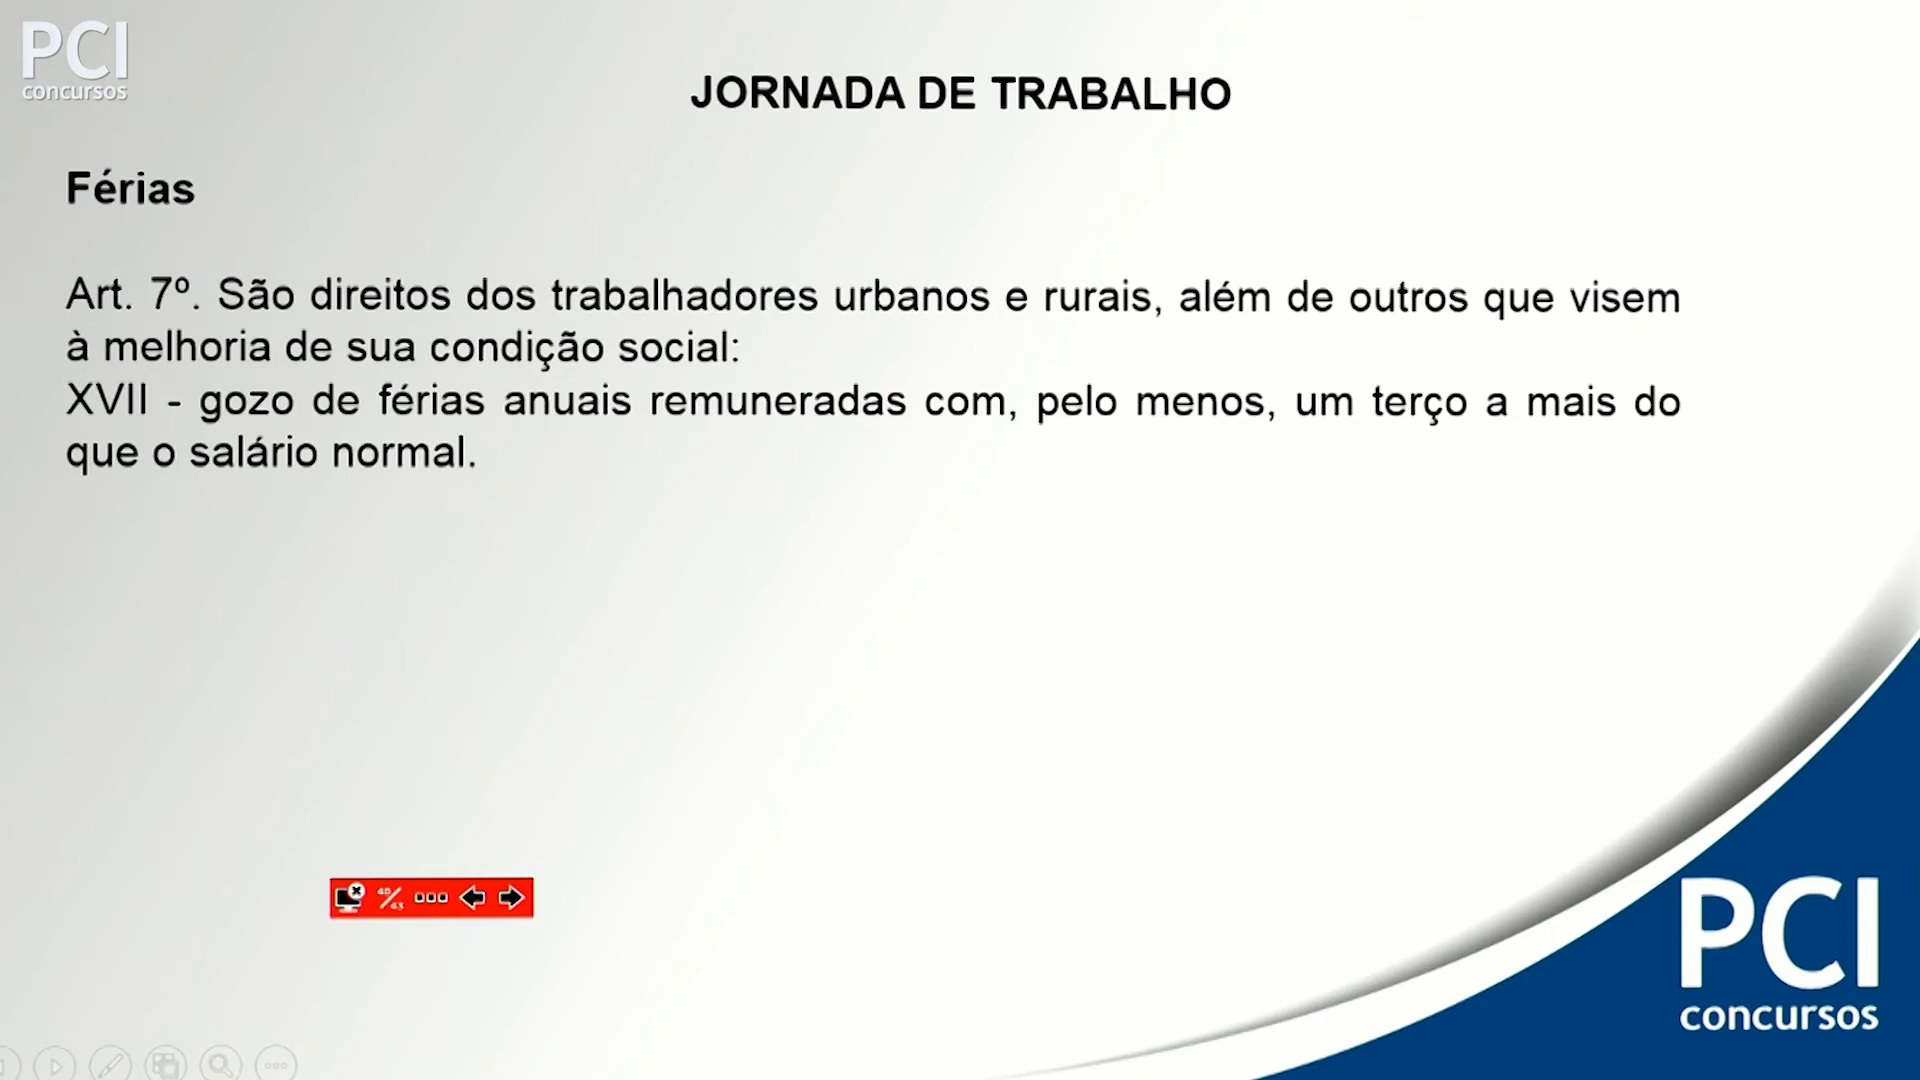 PCI
concursos
JORNADA DE TRABALHO
Férias
Art. 7º. São direitos dos trabalhadores urbanos e rurais, além de outros que visem
à melhoria de sua condição social:
XVII - gozo de férias anuais remuneradas com, pelo menos, um terço a mais do
que o salário normal.
PCI
concursos